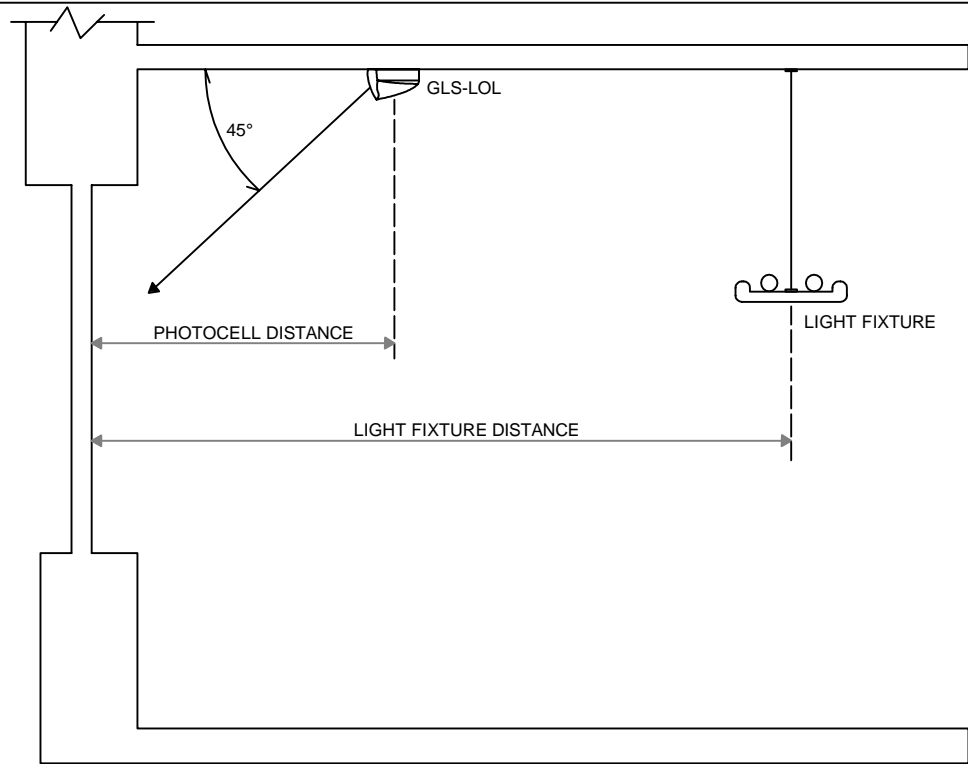 GLS-LOL
45°
LIGHT FIXTURE
PHOTOCELL DISTANCE
LIGHT FIXTURE DISTANCE